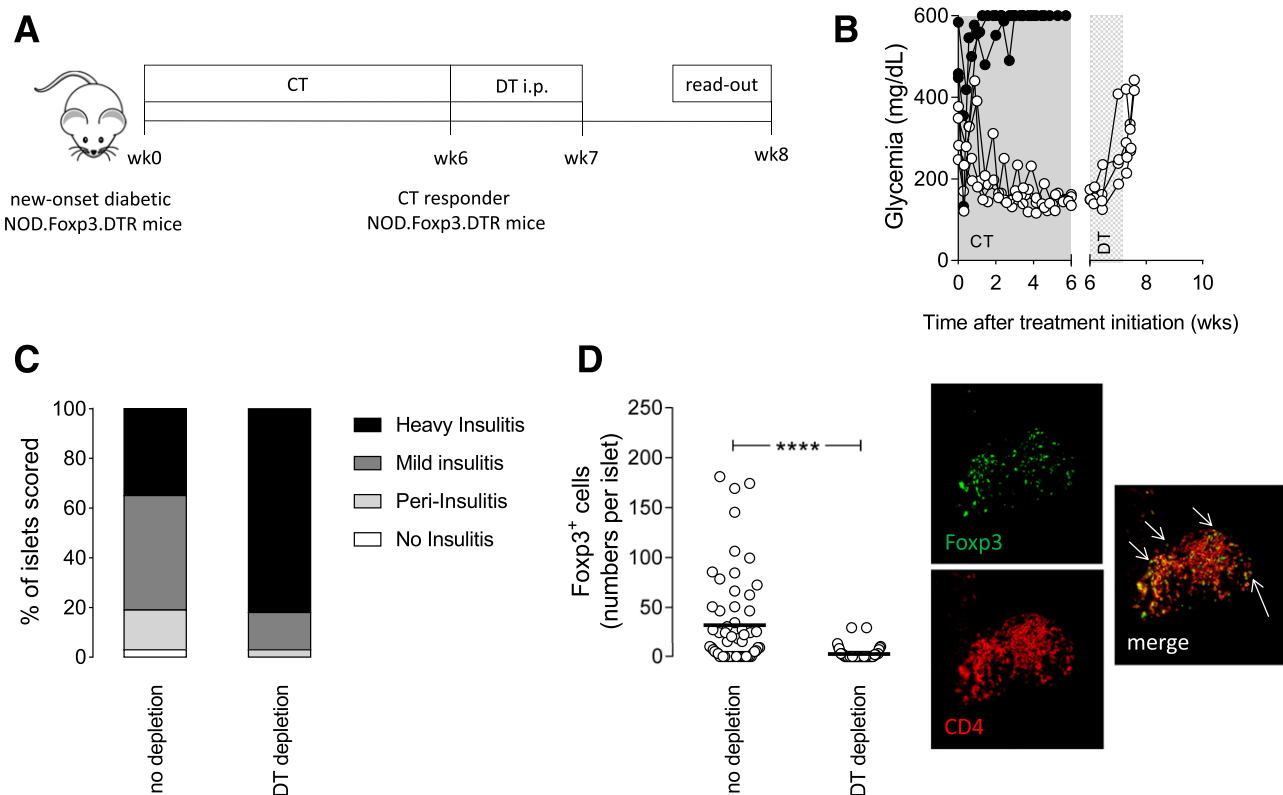 A
CT
DT i.p.
read-out
wk0
wk6
wk7
wk8
new-onset diabetic
NOD.Foxp3.DTR mice
CT responder
NOD.Foxp3.DTR mice
B
Glycemia (mg/dL)
600
400
200
0
CT
DT
0
2
4
6
6
8
10
Time after treatment initiation (wks)
C
% of islets scored
100
80
60
40
20
0
no depletion
DT depletion
Heavy Insulitis
Mild insulitis
Peri-Insulitis
No Insulitis
D
Foxp3+ cells
(numbers per islet)
250
200
150
100
50
0
****
no depletion
DT depletion
Foxp3
CD4
merge